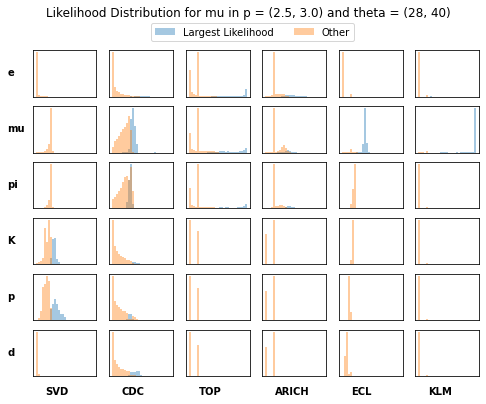 Likelihood Distribution for mu in p = (2.5, 3.0) and theta = (28, 40)
Largest Likelihood Other
e
mu
pi
K
p
d
SVD CDC TOP ARICH ECL KLM